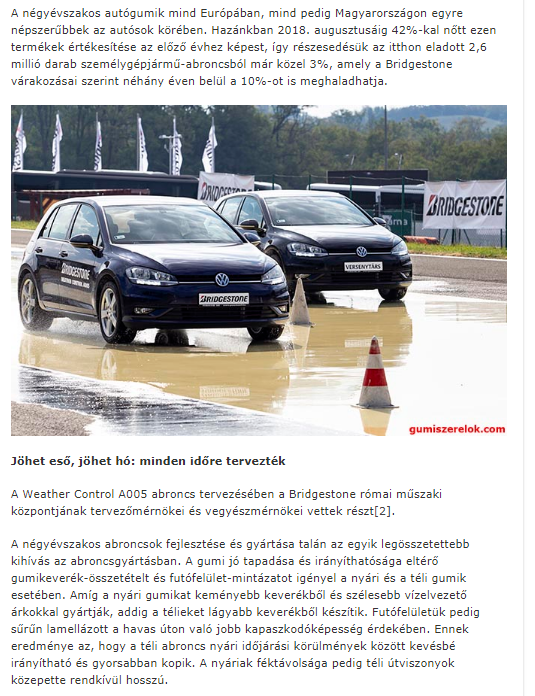 A négyévszakos autógumik mind Európában, mind pedig Magyarországon egyre
népszerűbbek az autósok körében. Hazánkban 2018. augusztusáig 42%-kal nőtt ezen
termékek értékesítése az előző évhez képest, így részesedésük az itthon eladott 2,6
millió darab személygépjármű-abroncsból már közel 3%, amely a Bridgestone
várakozásai szerint néhány éven belül a 10%-ot is meghaladhatja.
BRIDGESTONE
BRIDGESTONE
BRIDGESTONE
WEATHER CONTROL A005
VERSENYTÁRS
BRIDGESTONE
gumiszerelok.com
Jöhet eső, jöhet hó: minden időre tervezték
A Weather Control A005 abroncs tervezésében a Bridgestone római műszaki
központjának tervezőmérnökei és vegyészmérnökei vettek részt[2].
A négyévszakos abroncsok fejlesztése és gyártása talán az egyik legösszetettebb
kihívás az abroncsgyártásban. A gumi jó tapadása és irányíthatósága eltérő
gumikeverék-összetételt és futófelület-mintázatot igényel a nyári és a téli gumik
esetében. Amíg a nyári gumikat keményebb keverékből és szélesebb vízelvezető
árkokkal gyártják, addig a télieket lágyabb keverékből készítik. Futófelületük pedig
sűrűn lamellázott a havas úton való jobb kapaszkodóképesség érdekében. Ennek
eredménye az, hogy a téli abroncs nyári időjárási körülmények között kevésbé
irányítható és gyorsabban kopik. A nyáriak féktávolsága pedig téli útviszonyok
közepette rendkívül hosszú.